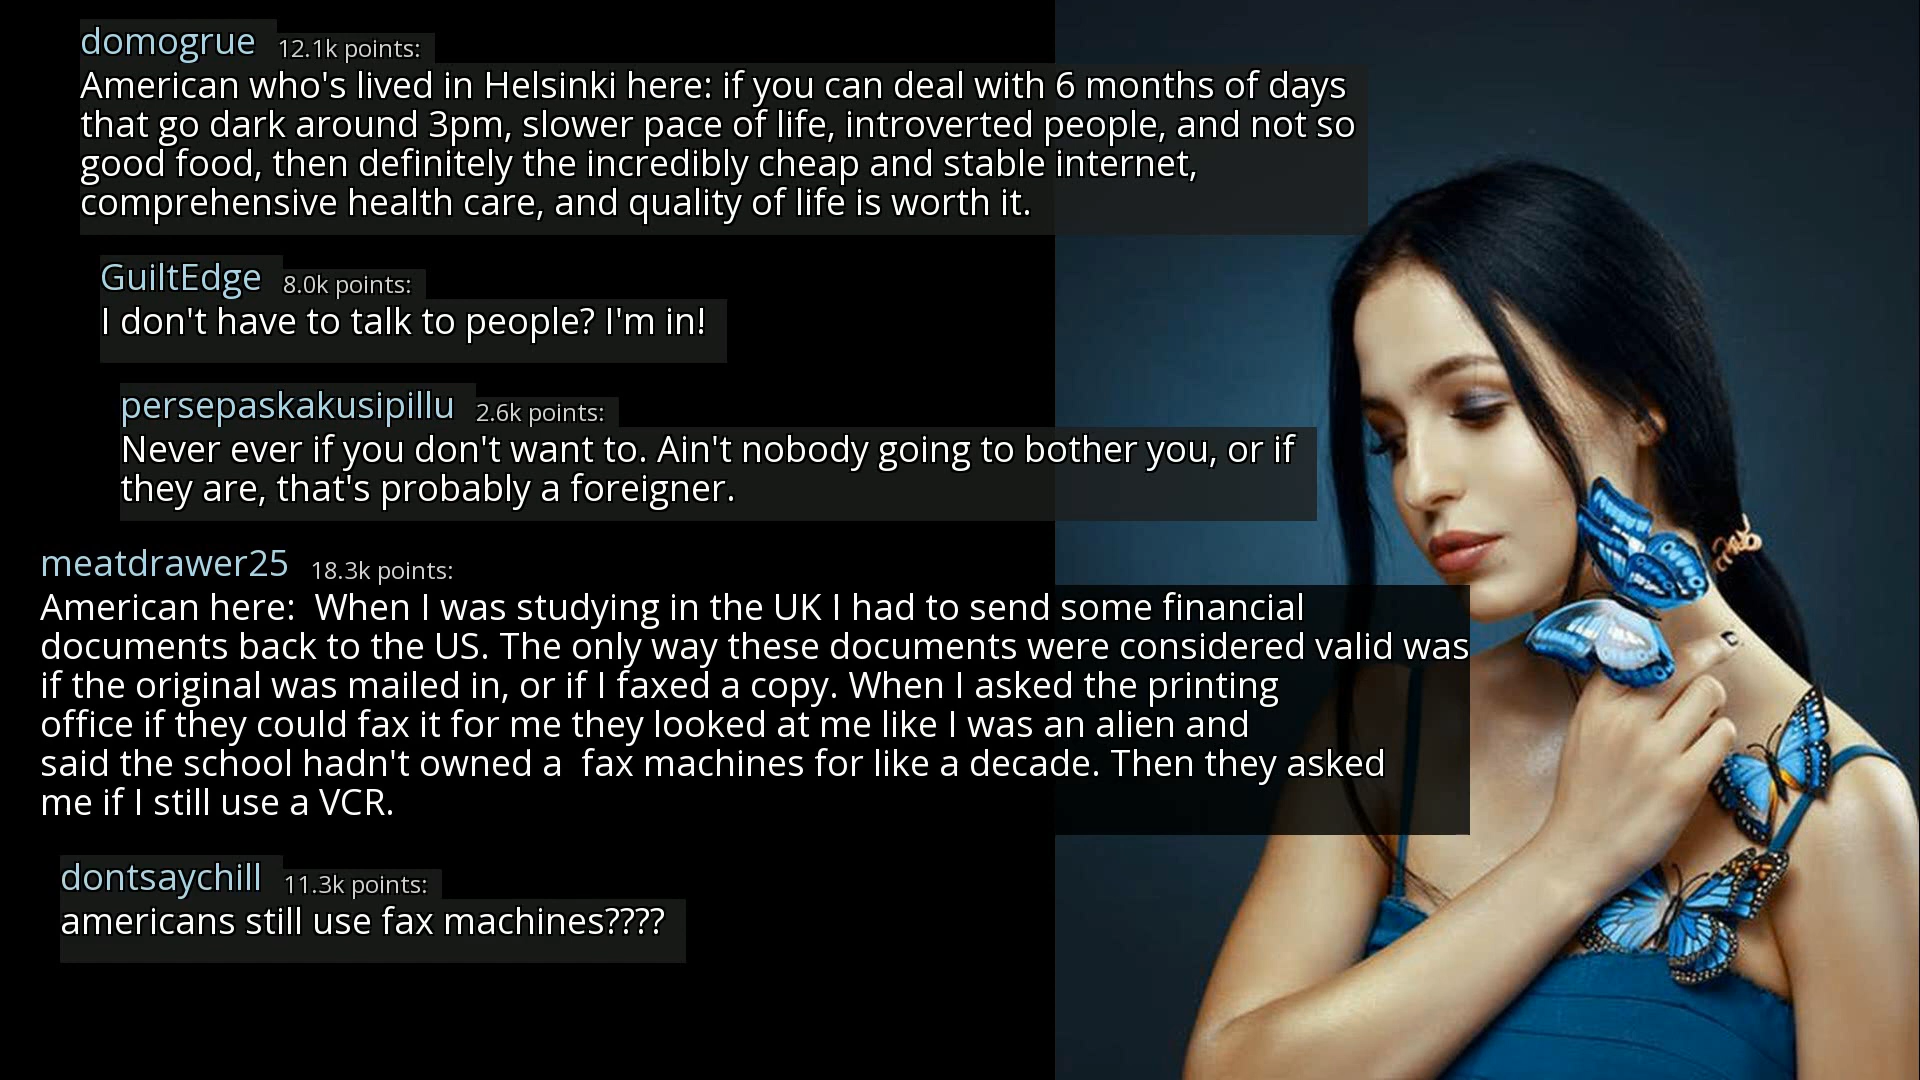 domogrue 12.1k points:
American who's lived in Helsinki here: if you can deal with 6 months of days
that go dark around 3pm, slower pace of life, introverted people, and not so
good food, then definitely the incredibly cheap and stable internet,
comprehensive health care, and quality of life is worth it.
GuiltEdge 8.0k points:
I don't have to talk to people? I'm in!
persepaskakusipillu 2.6k points:
Never ever if you don't want to. Ain't nobody going to bother you, or if
they are, that's probably a foreigner.
meatdrawer25 18.3k points:
American here:  When I was studying in the UK I had to send some financial
documents back to the US. The only way these documents were considered valid was
if the original was mailed in, or if I faxed a copy. When I asked the printing
office if they could fax it for me they looked at me like I was an alien and
said the school hadn't owned a  fax machines for like a decade. Then they asked
me if I still use a VCR.
dontsaychill 11.3k points:
americans still use fax machines????